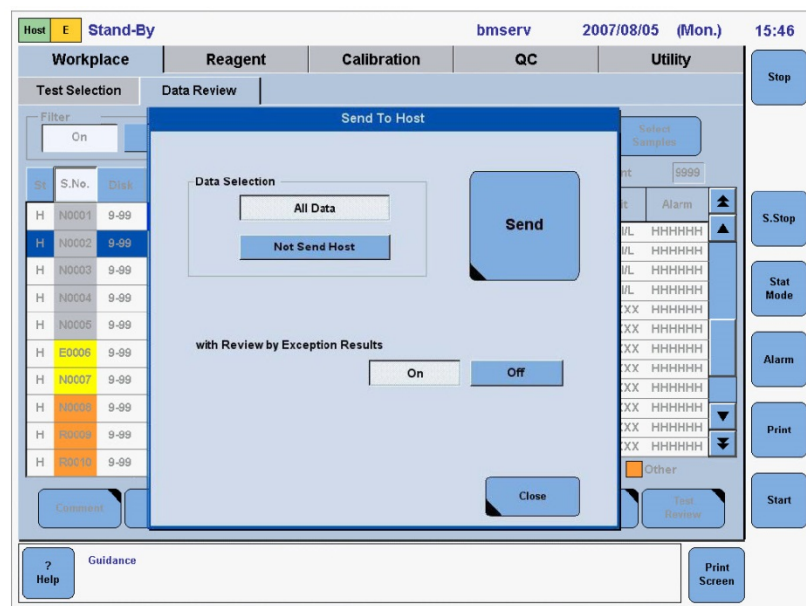 Host E Stand-By bmserv 2007/08/05 (Mon.) 15:46
Workplace Reagent Calibration QC Utility Stop
Test Selection Data Review
Send To Host
Filter
On
Select
Samples
9999
St S.No. Disk
Alarm
Data Selection
All Data
Not Send Host
Send
H N0001 9-99 HHHHHH
H N0002 9-99 HHHHHH
H N0003 9-99 HHHHHH
H N0004 9-99 HHHHHH
H N0005 9-99 HHHHHH
H E0006 9-99 HHHHHH
H N0007 9-99 HHHHHH
H N0008 9-99 HHHHHH
H R0009 9-99 HHHHHH
H R0010 9-99 HHHHHH
HHHHHH
HHHHHH
S.Stop
Stat
Mode
with Review by Exception Results
On Off
Alarm
Print
Other
Close
Comment
Test
Review
Start
?
Help
Guidance
Print
Screen